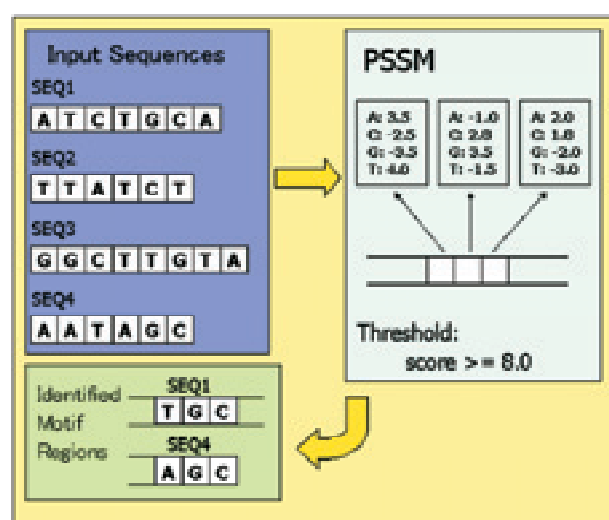 Input Sequences
SEQ1
A T C T G C A
SEQ2
T T A T C T
SEQ3
G G C T T G T A
SEQ4
A A T A G C
PSSM
A: 3.5 A: -1.0 A: 2.0
C: -2.5 C: 2.0 C: 1.0
G: -3.5 G: 3.5 G: -2.0
T: 4.0 T: -1.5 T: -3.0
Threshold:
score >= 8.0
Identified
Motif
Regions
SEQ1
T G C
SEQ4
A G C